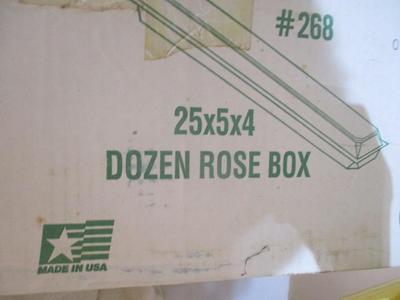 #268
25x5x4
DOZEN ROSE BOX
MADE IN USA